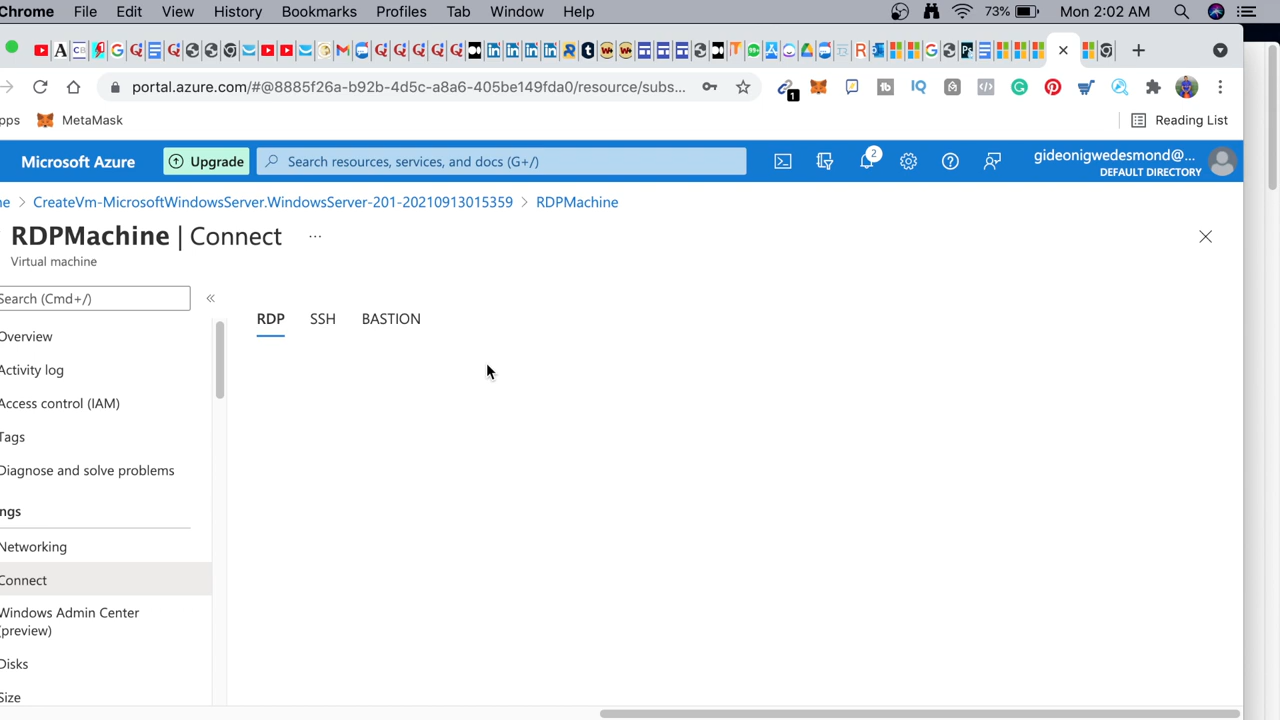 Chrome File Edit View History Bookmarks Profiles Tab Window Help 73% Mon 2:02 AM
portal.azure.com/#@8885f26a-b92b-4d5c-a8a6-405be149fda0/resource/subs... 1
pps MetaMask Reading List
Microsoft Azure Upgrade Search resources, services, and docs (G+/) 2 gideonigwedesmond@...
DEFAULT DIRECTORY
ne > CreateVm-MicrosoftWindowsServer.WindowsServer-201-20210913015359 > RDPMachine
RDPMachine | Connect ...
Virtual machine
Search (Cmd+/) «
RDP SSH BASTION
Overview
Activity log
Access control (IAM)
Tags
Diagnose and solve problems
ngs
Networking
Connect
Windows Admin Center
(preview)
Disks
Size